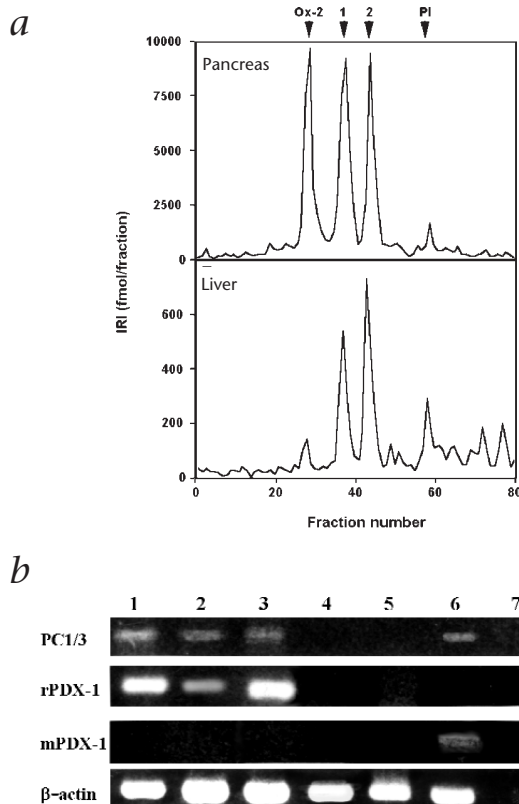 a
Ox-2 1 2 PI
10000
7500
5000
2500
0
Pancreas
IRI (fmol/fraction)
Liver
600
400
200
0
0 20 40 60 80
Fraction number
b
1 2 3 4 5 6 7
PC1/3
rPDX-1
mPDX-1
β-actin